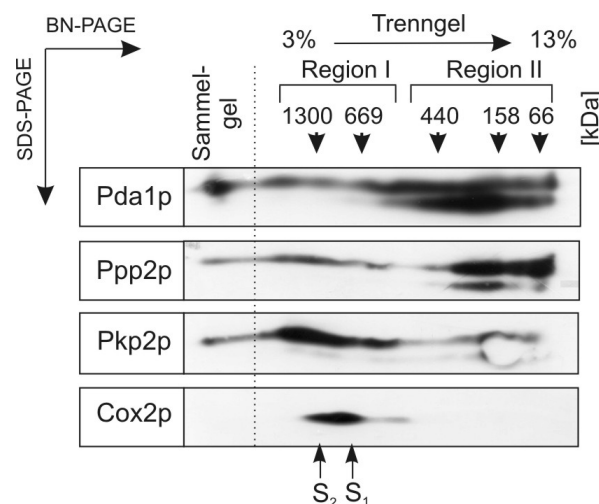 BN-PAGE
SDS-PAGE
Sammel-
gel
3% Trenngel 13%
Region I Region II
1300 669 440 158 66 [kDa]
Pda1p
Ppp2p
Pkp2p
Cox2p
S2 S1